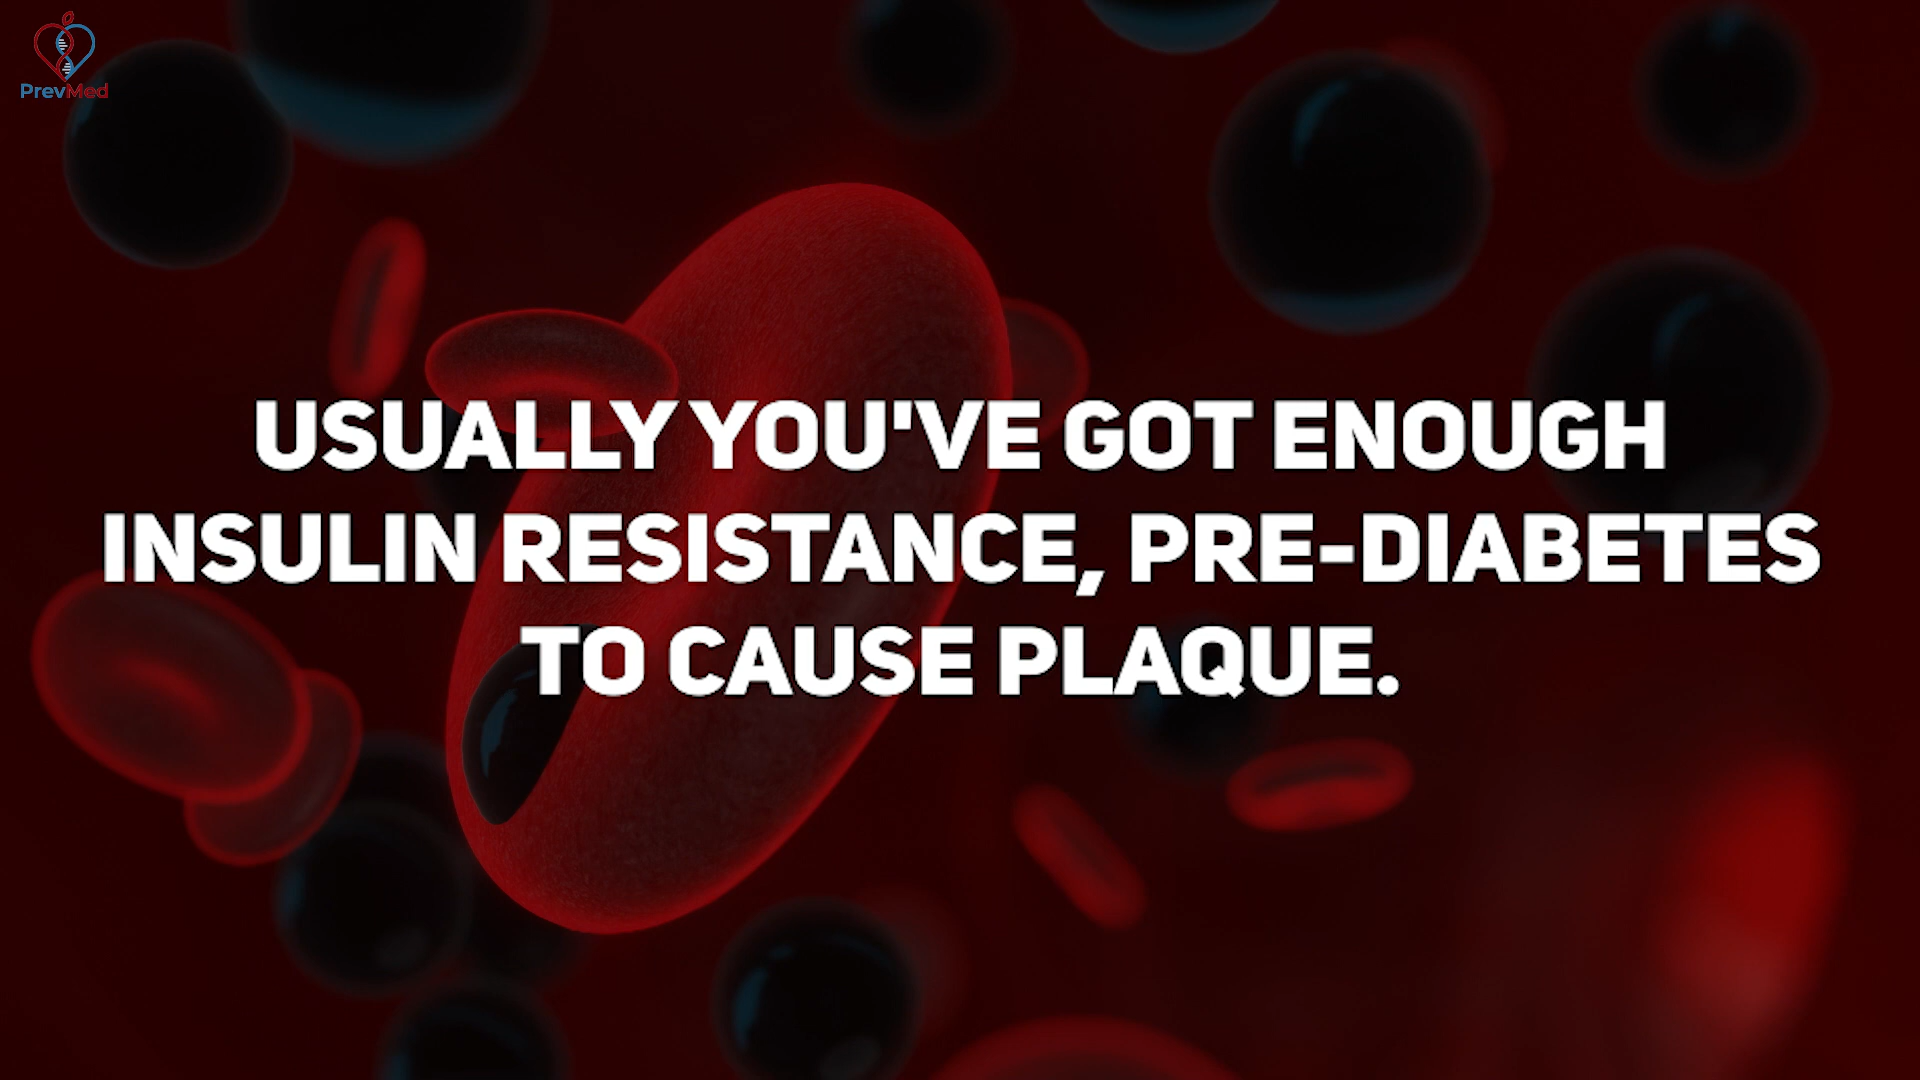 PrevMed
USUALLY YOU'VE GOT ENOUGH
INSULIN RESISTANCE, PRE-DIABETES
TO CAUSE PLAQUE.